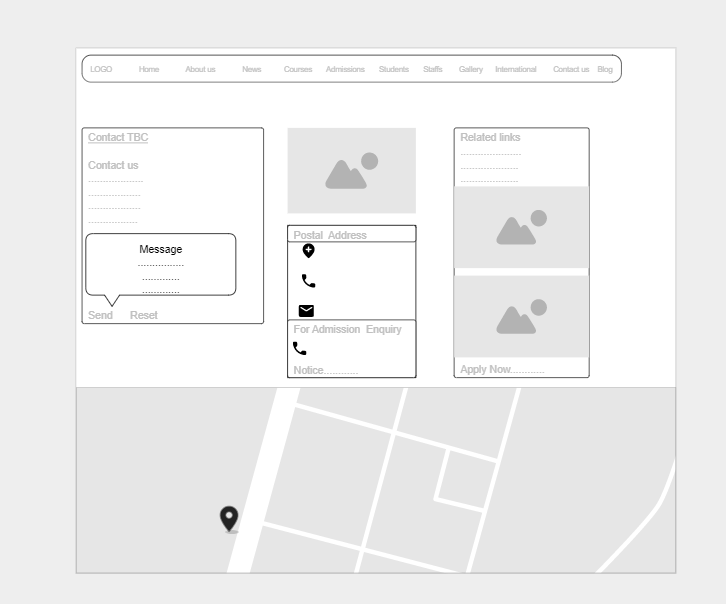 LOGO Home About us News Courses Admissions Students Staffs Gallery International Contact us Blog
Contact TBC
Contact us
....................
...................
...................
..................
Message
................
.............
.............
Send Reset
Postal Address
For Admission Enquiry
Notice............
Related links
......................
.....................
.....................
Apply Now............